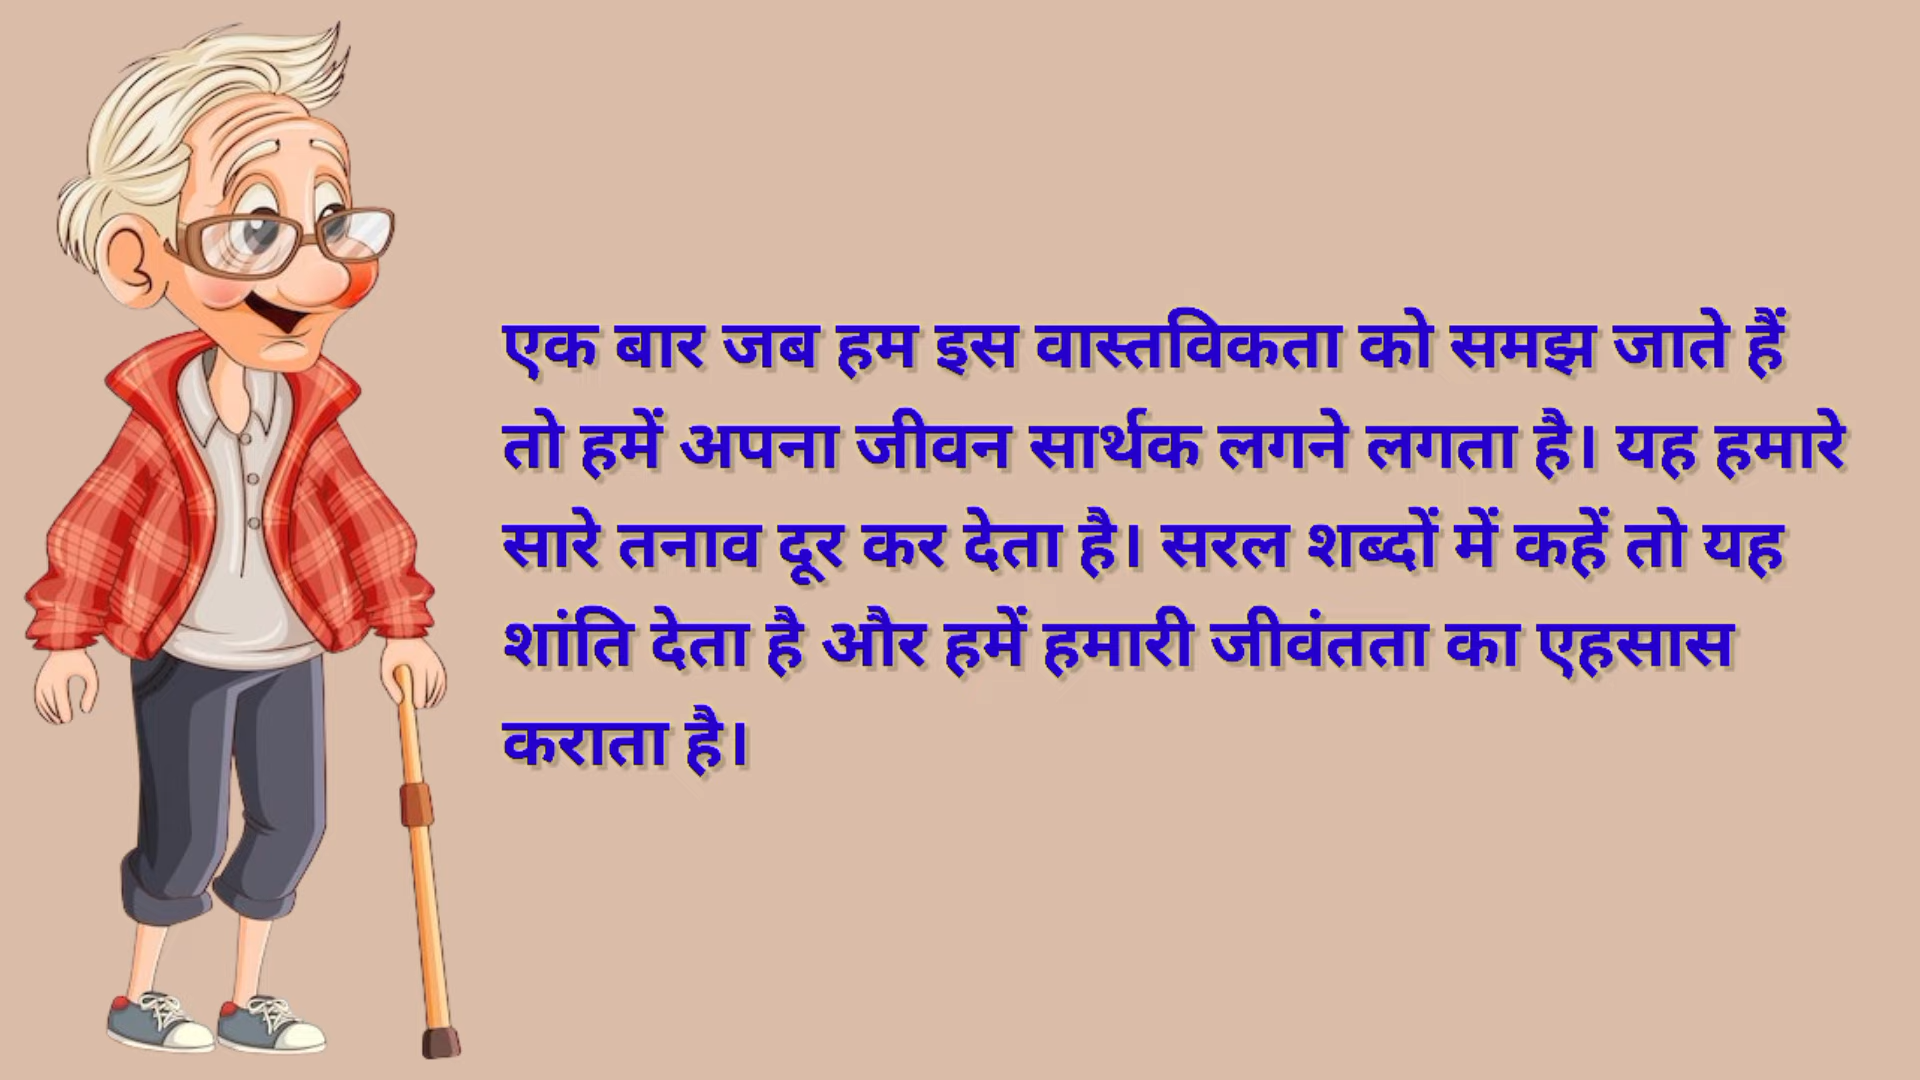 एक बार जब हम इस वास्तविकता को समझ जाते हैं
तो हमें अपना जीवन सार्थक लगने लगता है। यह हमारे
सारे तनाव दूर कर देता है। सरल शब्दों में कहें तो यह
शांति देता है और हमें हमारी जीवंतता का एहसास
कराता है।